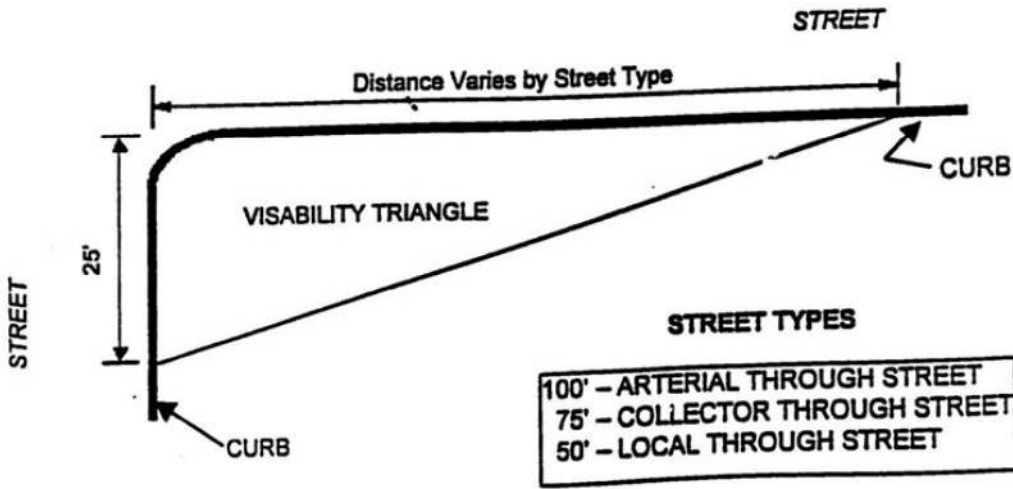 STREET
Distance Varies by Street Type
CURB
VISABILITY TRIANGLE
25'
STREET
STREET TYPES
100' – ARTERIAL THROUGH STREET
75' – COLLECTOR THROUGH STREET
50' – LOCAL THROUGH STREET
CURB